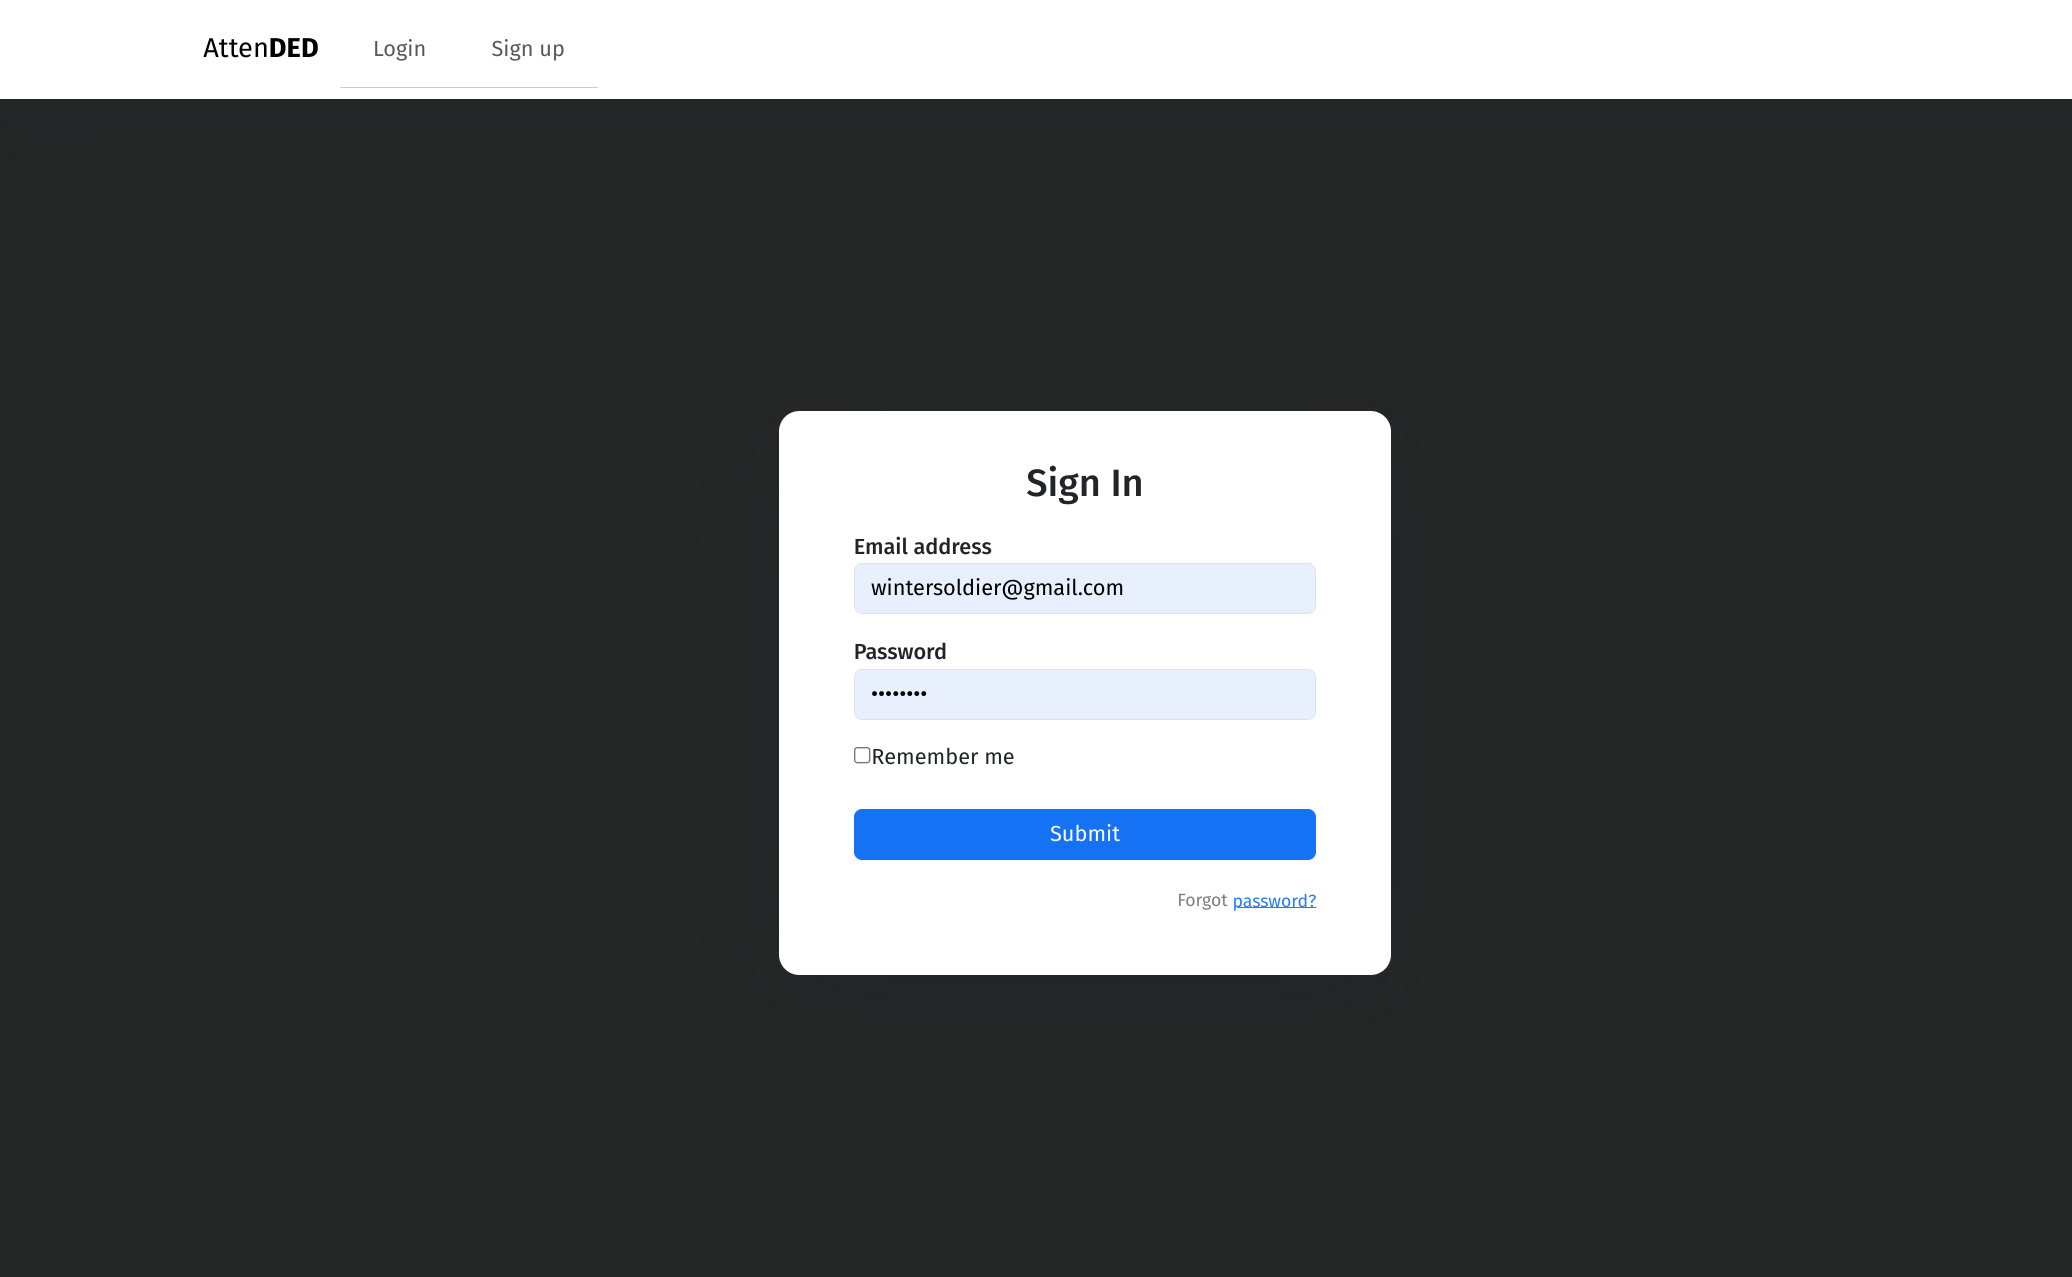 AttenDED Login Sign up
Sign In
Email address
wintersoldier@gmail.com
Password
••••••••
Remember me
Submit
Forgot password?